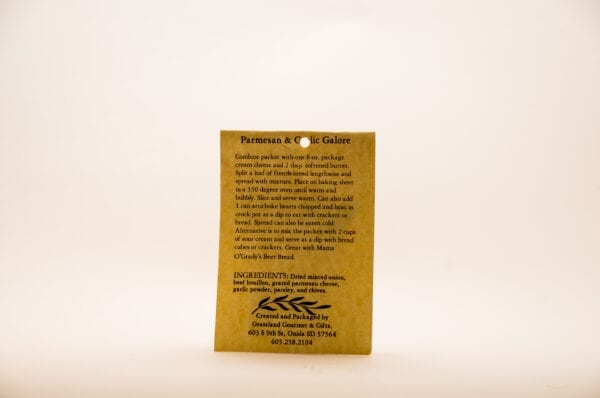 Parmesan & Garlic Galore
Combine packet with one 8 oz. package
cream cheese and 2 tbsp. softened butter.
Split a loaf of french bread lengthwise and
spread with mixture. Place on baking sheet
in a 350 degree oven until warm and
bubbly. Slice and serve warm. Can also add
1 can artichoke hearts chopped and heat in
crock pot as a dip to eat with crackers or
bread. Spread can also be eaten cold.
Alternative is to mix the packet with 2 cups
of sour cream and serve as a dip with bread
cubes or crackers. Great with Mama
O'Grady's Beer Bread.
INGREDIENTS: Dried minced onion,
beef bouillon, grated parmesan cheese,
garlic powder, parsley, and chives.
Created and Packaged by
Grassland Gourmet & Gifts,
603 S 9th St, Onida SD 57564
605.258.2104